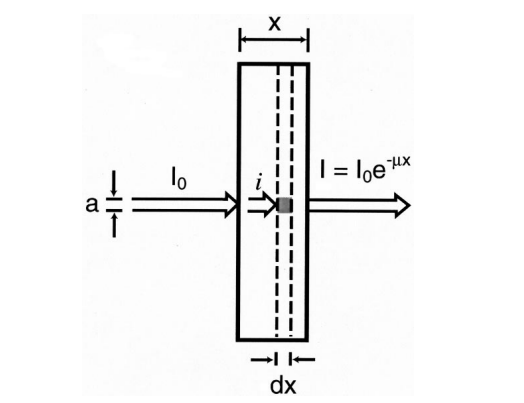 x
I₀
i
I = I₀e^-μx
a
dx